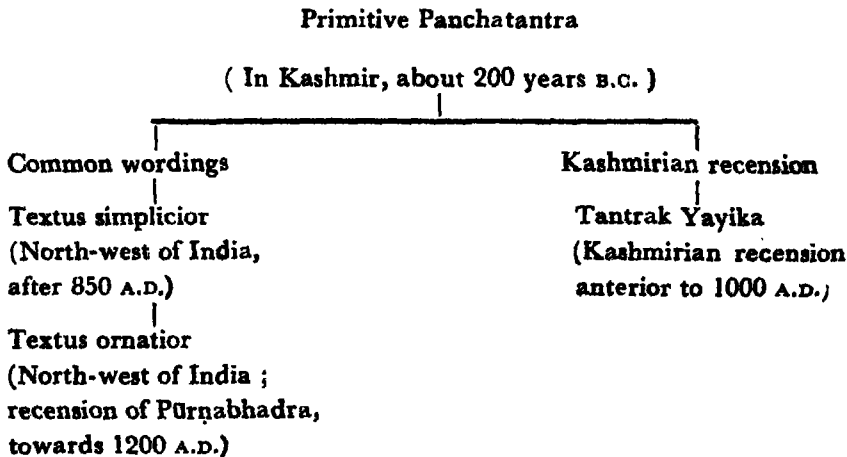 Primitive Panchatantra
( In Kashmir, about 200 years B.C. )
Common wordings
Textus simplicior
(North-west of India,
after 850 A.D.)
Textus ornatior
(North-west of India ;
recension of Pūrṇabhadra,
towards 1200 A.D.)
Kashmirian recension
Tantrak Yayika
(Kashmirian recension
anterior to 1000 A.D.;